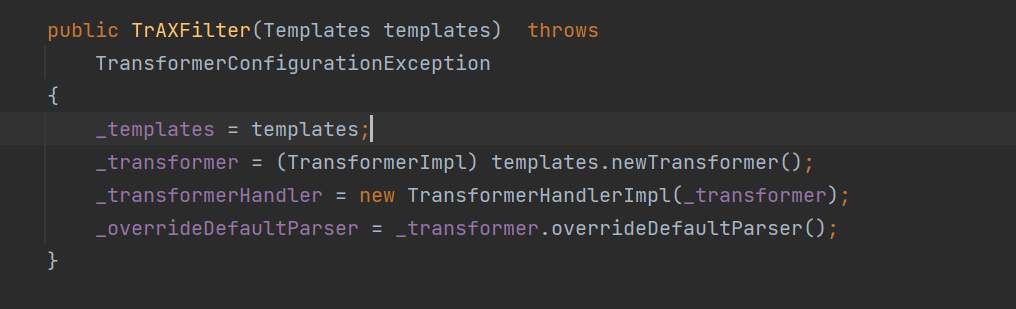 public TrAXFilter(Templates templates)  throws
    TransformerConfigurationException
{
    _templates = templates;
    _transformer = (TransformerImpl) templates.newTransformer();
    _transformerHandler = new TransformerHandlerImpl(_transformer);
    _overrideDefaultParser = _transformer.overrideDefaultParser();
}